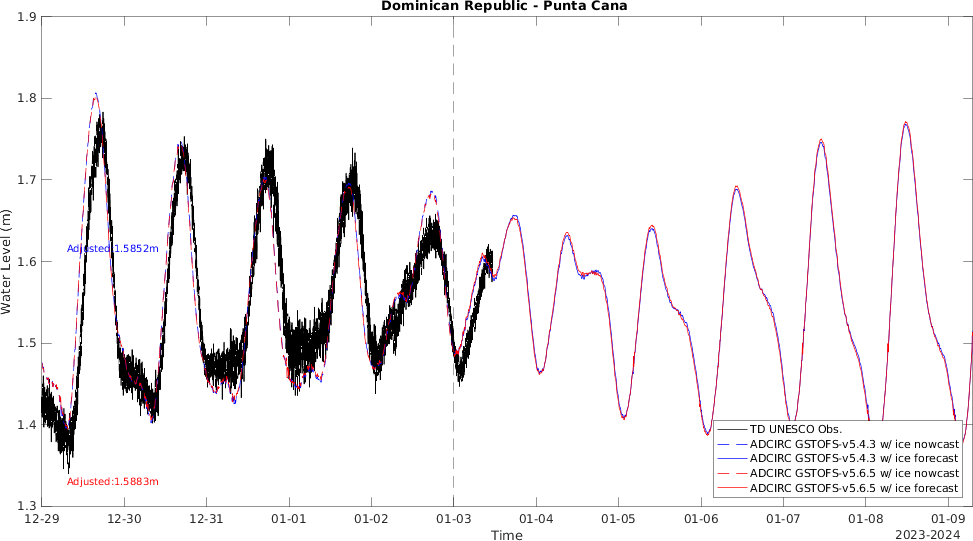 Dominican Republic - Punta Cana
1.9
1.8
1.7
1.6
1.5
1.4
1.3
Water Level (m)
Adjusted:1.5852m
Adjusted:1.5883m
TD UNESCO Obs.
ADCIRC GSTOFS-v5.4.3 w/ ice nowcast
ADCIRC GSTOFS-v5.4.3 w/ ice forecast
ADCIRC GSTOFS-v5.6.5 w/ ice nowcast
ADCIRC GSTOFS-v5.6.5 w/ ice forecast
12-29 12-30 12-31 01-01 01-02 01-03 01-04 01-05 01-06 01-07 01-08 01-09
Time
2023-2024